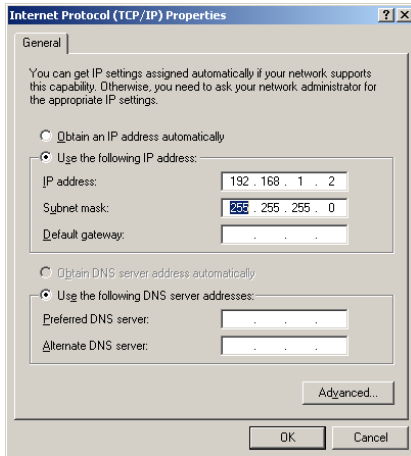 Internet Protocol (TCP/IP) Properties
General
You can get IP settings assigned automatically if your network supports
this capability. Otherwise, you need to ask your network administrator for
the appropriate IP settings.
Obtain an IP address automatically
Use the following IP address:
IP address: 192 . 168 . 1 . 2
Subnet mask: 255 . 255 . 255 . 0
Default gateway: . . .
Obtain DNS server address automatically
Use the following DNS server addresses:
Preferred DNS server: . . .
Alternate DNS server: . . .
Advanced...
OK Cancel